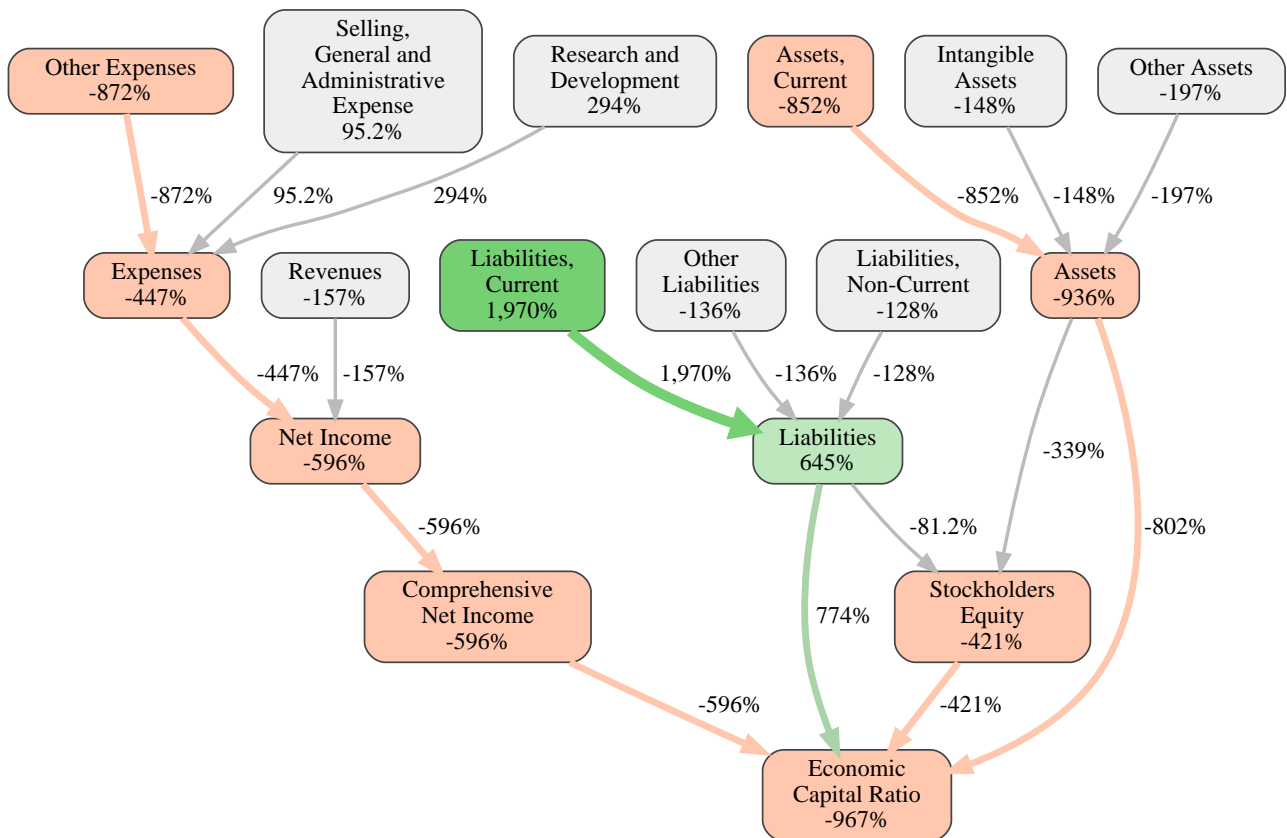 Other Expenses
-872%
Selling,
General and
Administrative
Expense
95.2%
Research and
Development
294%
Assets,
Current
-852%
Intangible
Assets
-148%
Other Assets
-197%
-872%
95.2%
294%
-852%
-148%
-197%
Expenses
-447%
Revenues
-157%
Liabilities,
Current
1,970%
Other
Liabilities
-136%
Liabilities,
Non-Current
-128%
Assets
-936%
-447%
-157%
1,970%
-136%
-128%
Net Income
-596%
Liabilities
645%
-339%
-596%
-81.2%
-802%
Comprehensive
Net Income
-596%
774%
Stockholders
Equity
-421%
-596%
-421%
Economic
Capital Ratio
-967%